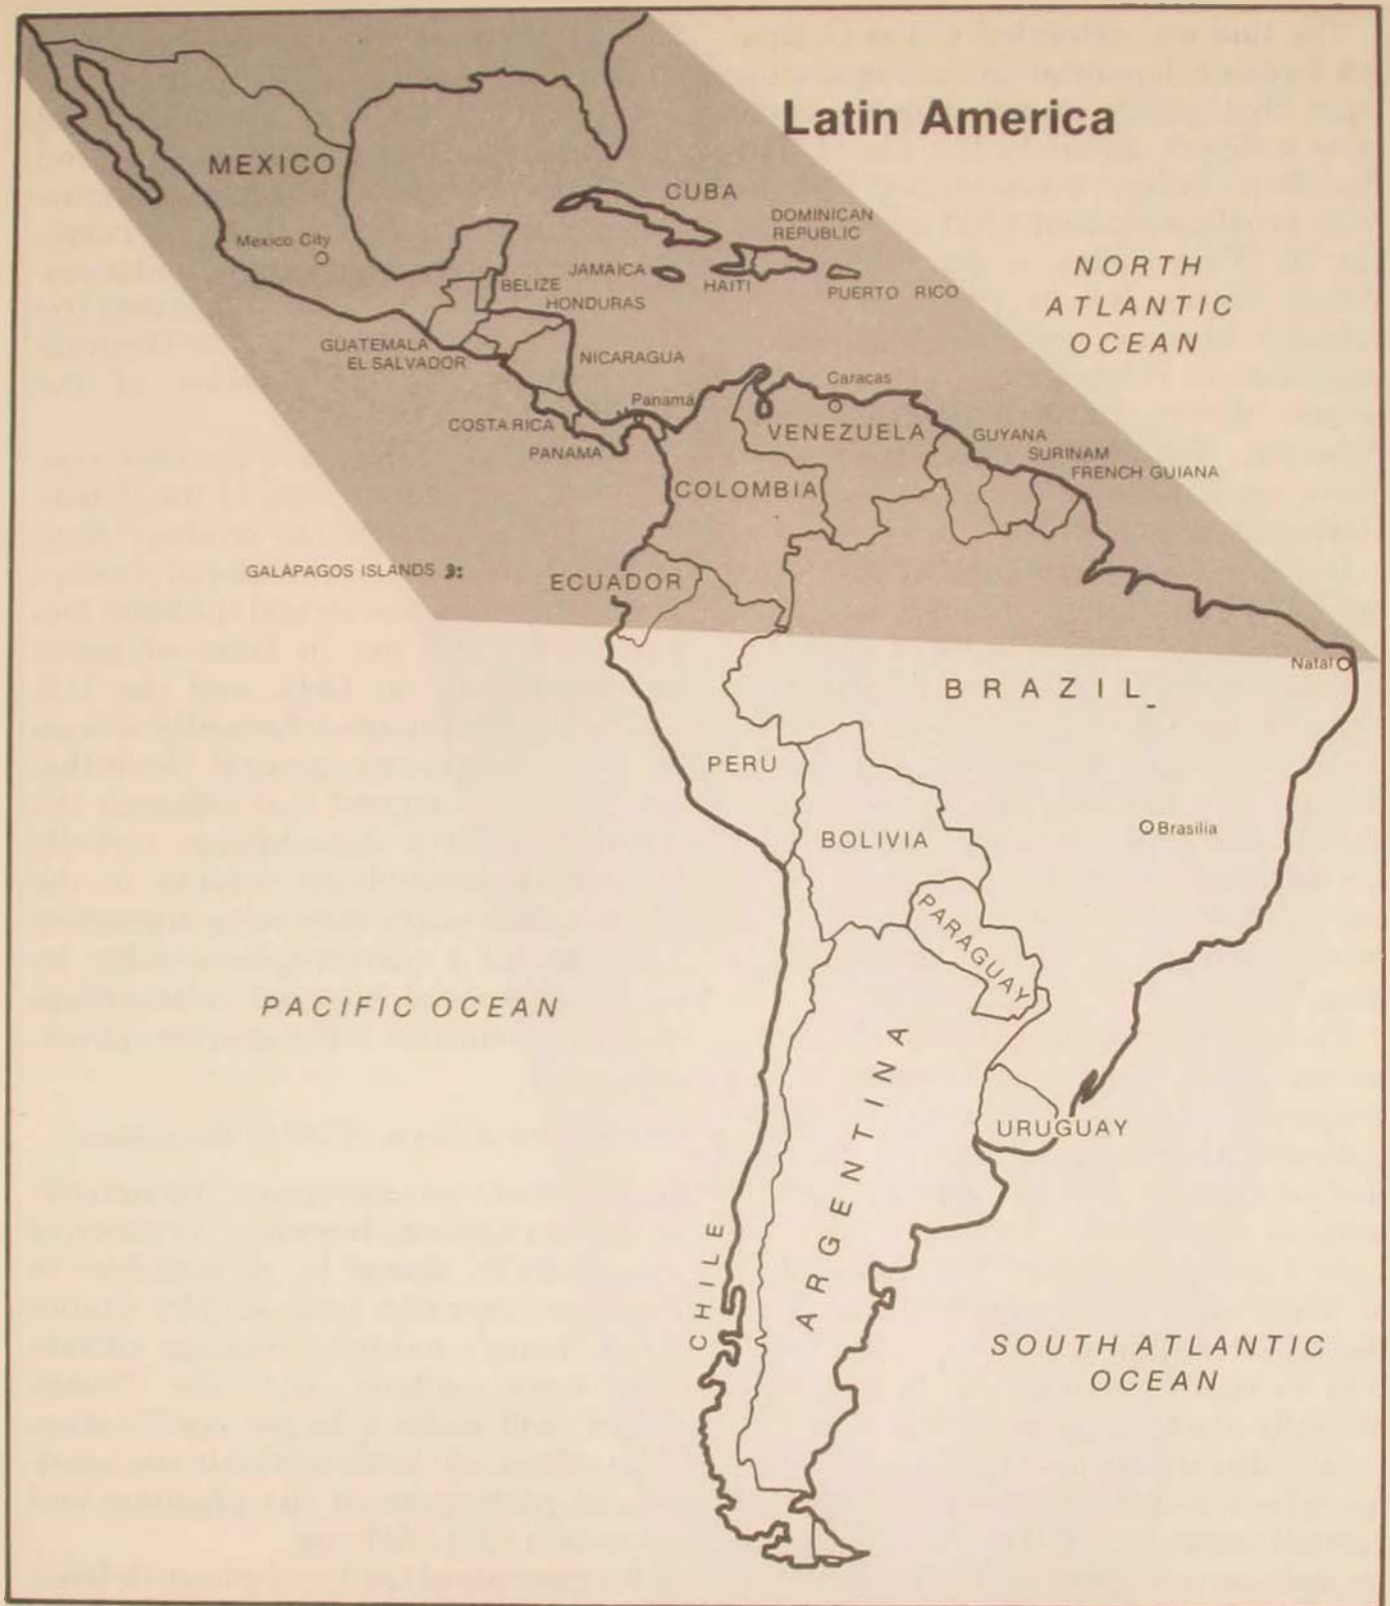 Latin America
MEXICO
CUBA
DOMINICAN
REPUBLIC
Mexico City
NORTH
ATLANTIC
OCEAN
JAMAICA
HAITI
BELIZE
PUERTO RICO
HONDURAS
GUATEMALA
EL SALVADOR
NICARAGUA
Caracas
Panama
COSTA RICA
VENEZUELA
GUYANA
PANAMA
SURINAM
FRENCH GUIANA
COLOMBIA
GALAPAGOS ISLANDS
ECUADOR
Natal
BRAZIL
PERU
Brasilia
BOLIVIA
PARAGUAY
PACIFIC OCEAN
ARGENTINA
URUGUAY
CHILE
SOUTH ATLANTIC
OCEAN